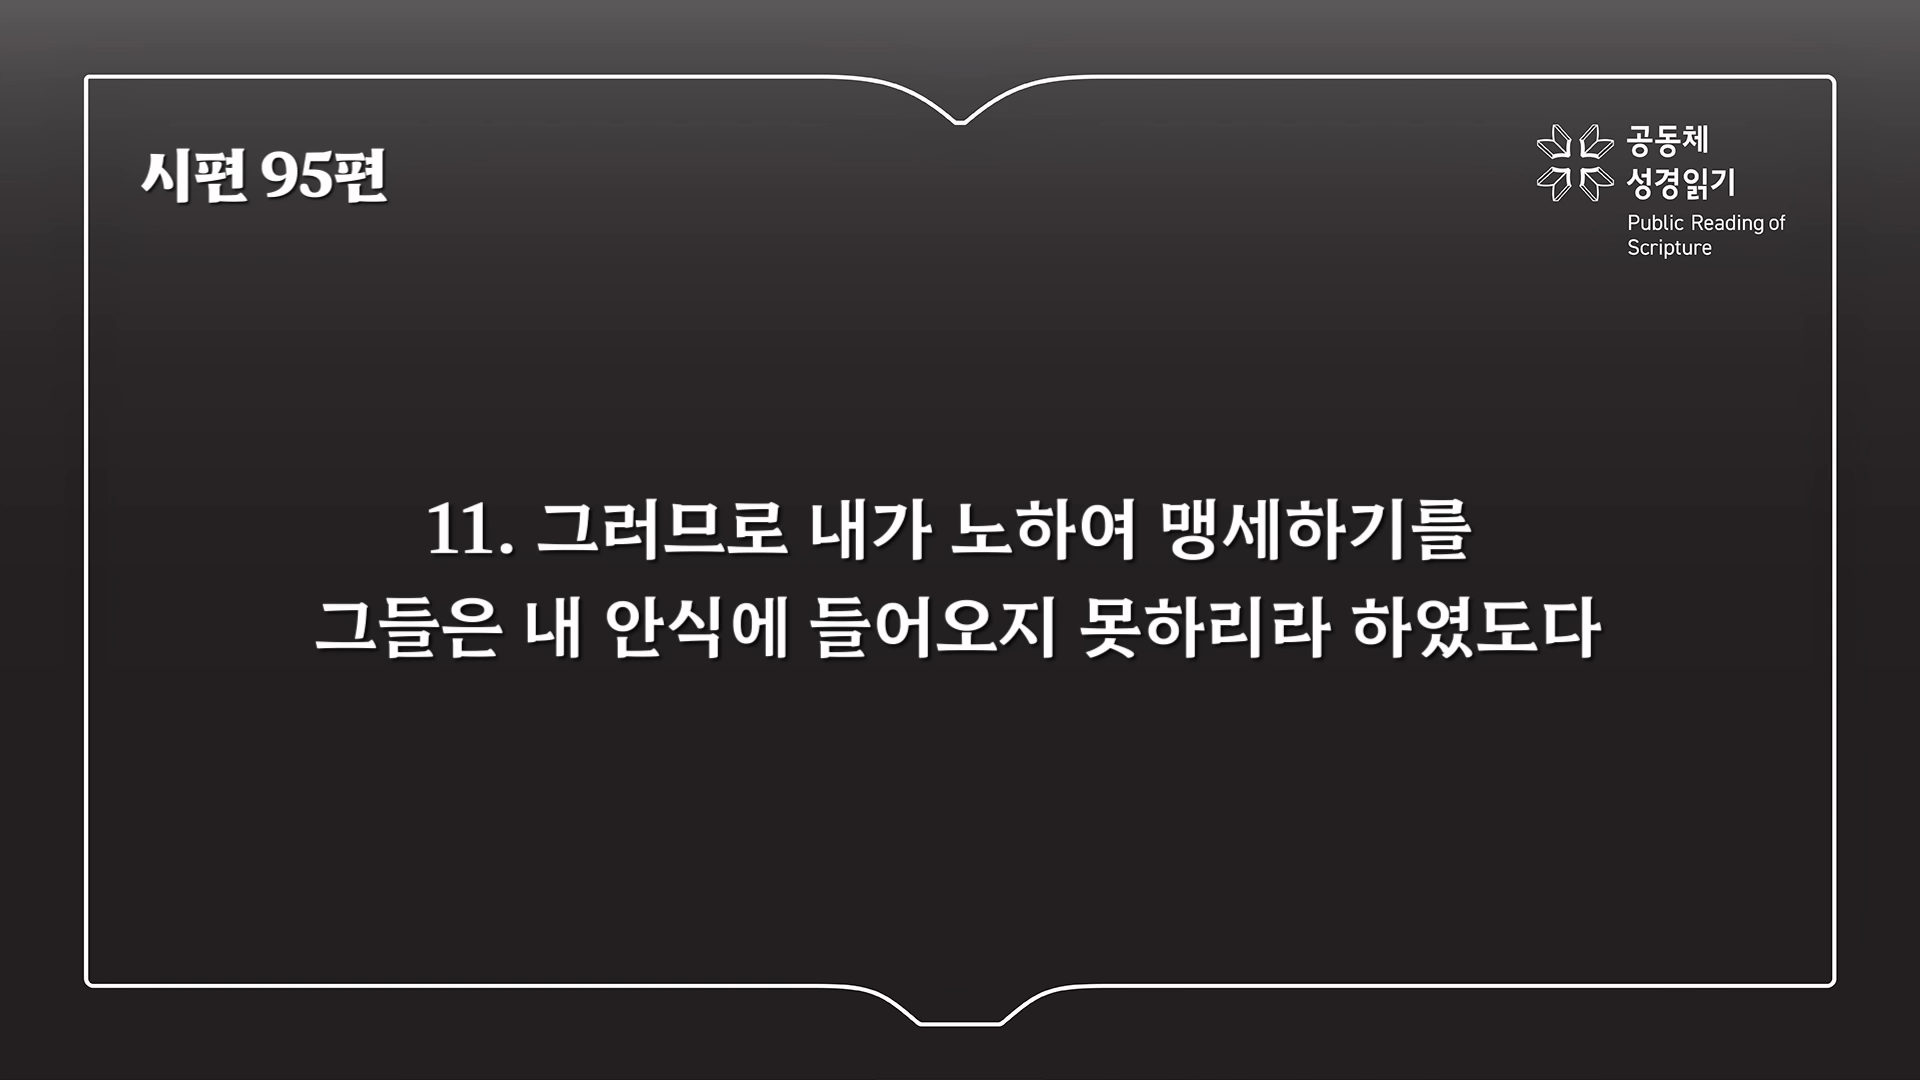 시편 95편
공동체
성경읽기
Public Reading of
Scripture
11. 그러므로 내가 노하여 맹세하기를
그들은 내 안식에 들어오지 못하리라 하였도다